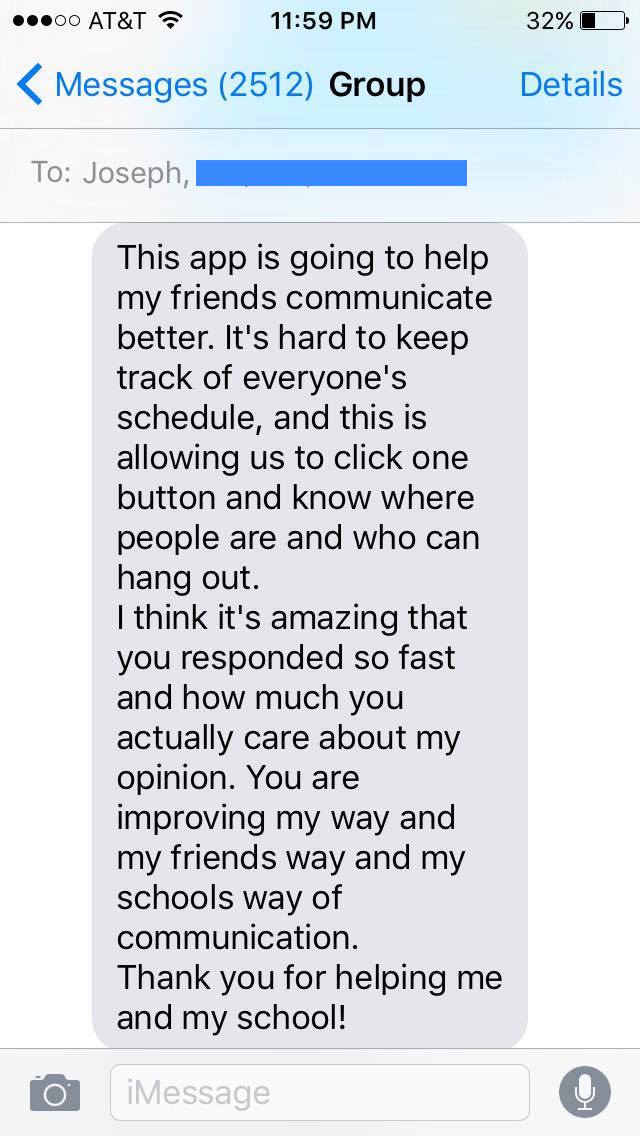 AT&T 11:59 PM 32%
Messages (2512) Group Details
To: Joseph,
This app is going to help
my friends communicate
better. It's hard to keep
track of everyone's
schedule, and this is
allowing us to click one
button and know where
people are and who can
hang out.
I think it's amazing that
you responded so fast
and how much you
actually care about my
opinion. You are
improving my way and
my friends way and my
schools way of
communication.
Thank you for helping me
and my school!
iMessage